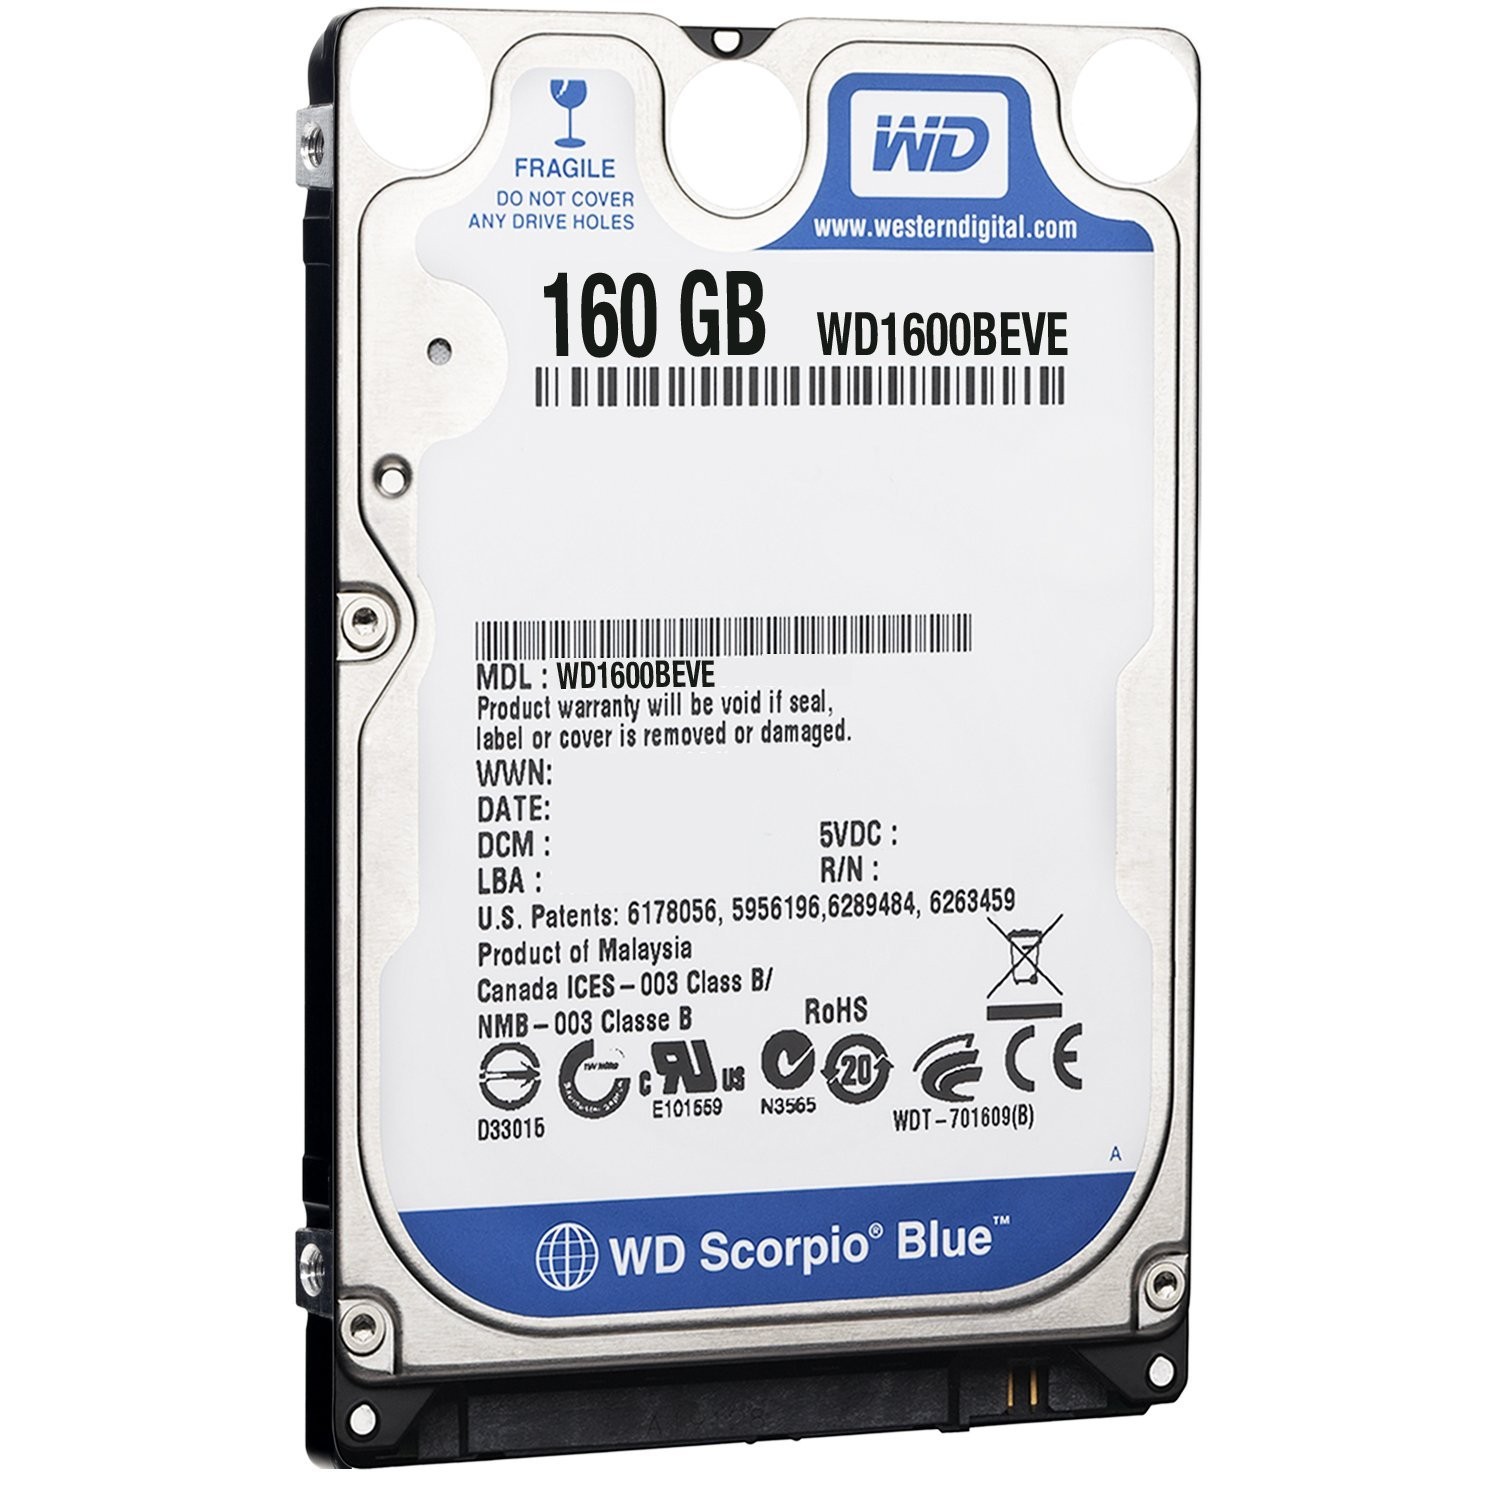 FRAGILE
DO NOT COVER
ANY DRIVE HOLES
WD
www.westerndigital.com
160 GB WD1600BEVE
MDL : WD1600BEVE
Product warranty will be void if seal,
label or cover is removed or damaged.
WWN:
DATE:
DCM : 5VDC :
LBA : R/N :
U.S. Patents: 6178056, 5956196,6289484, 6263459
Product of Malaysia
Canada ICES-003 Class B/
NMB-003 Classe B RoHS
C UL US 20 CE
D33015 E101559 N3565 WDT-701609(B)
A
WD Scorpio® Blue™